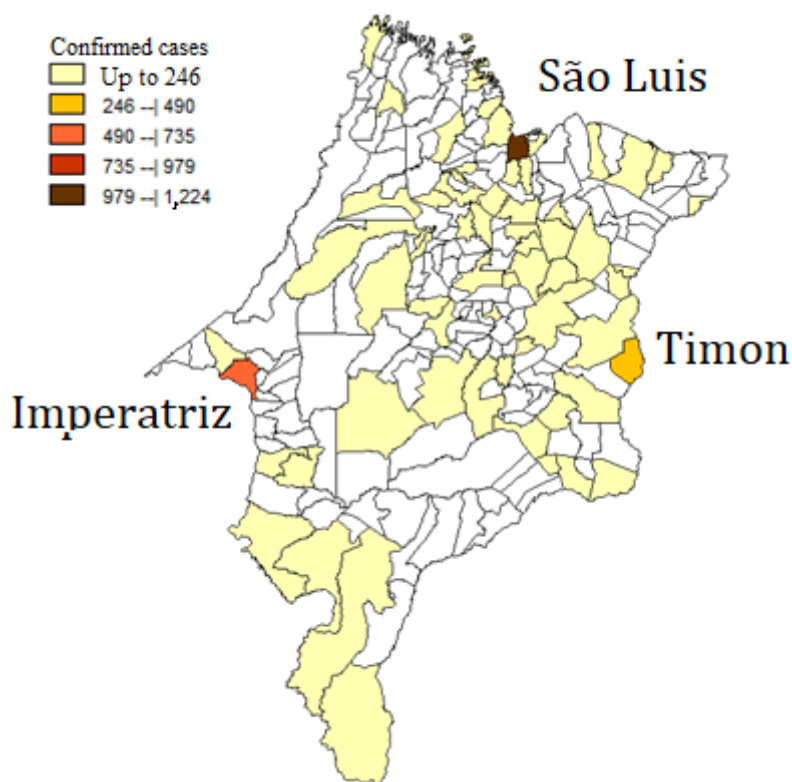 Confirmed cases
Up to 246
246 --| 490
490 --| 735
735 --| 979
979 --| 1,224
São Luis
Timon
Imperatriz